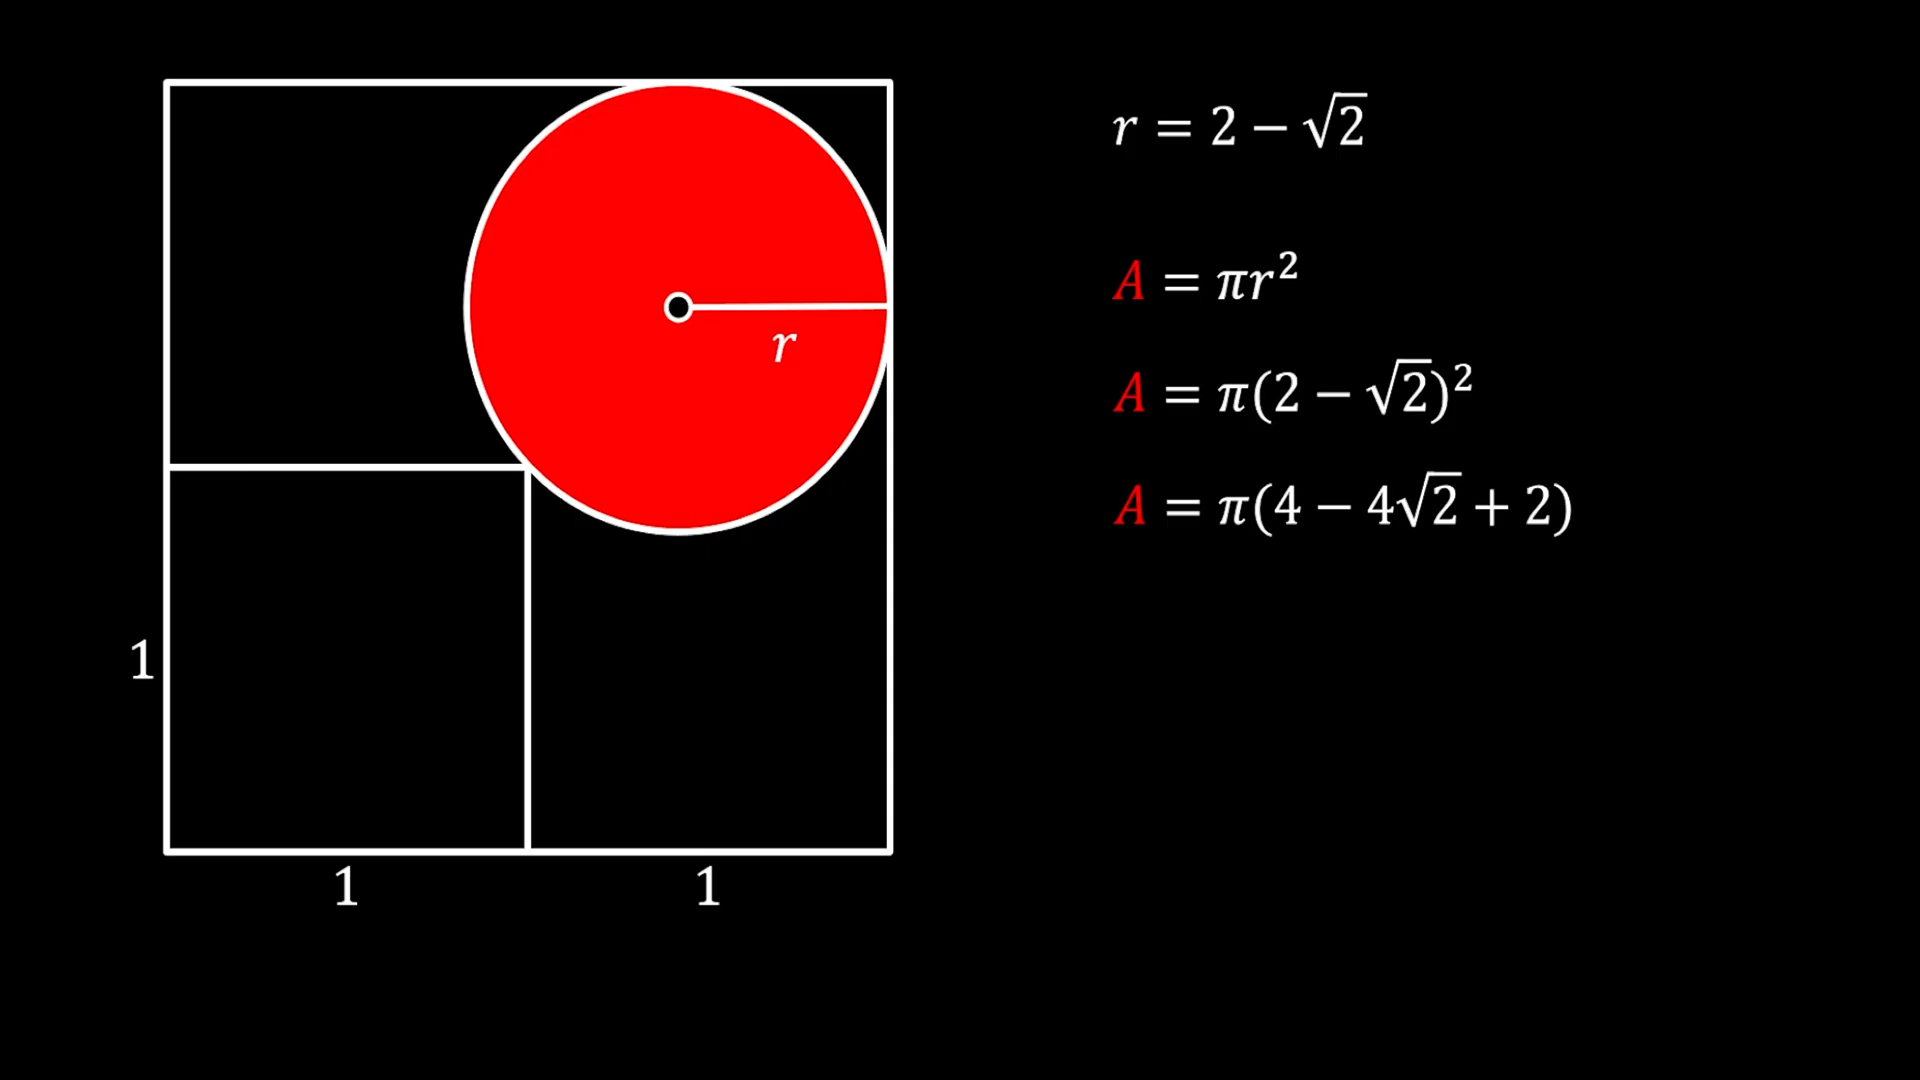 r = 2 − √2
A = πr²
r
A = π(2 − √2)²
A = π(4 − 4√2 + 2)
1
1 1